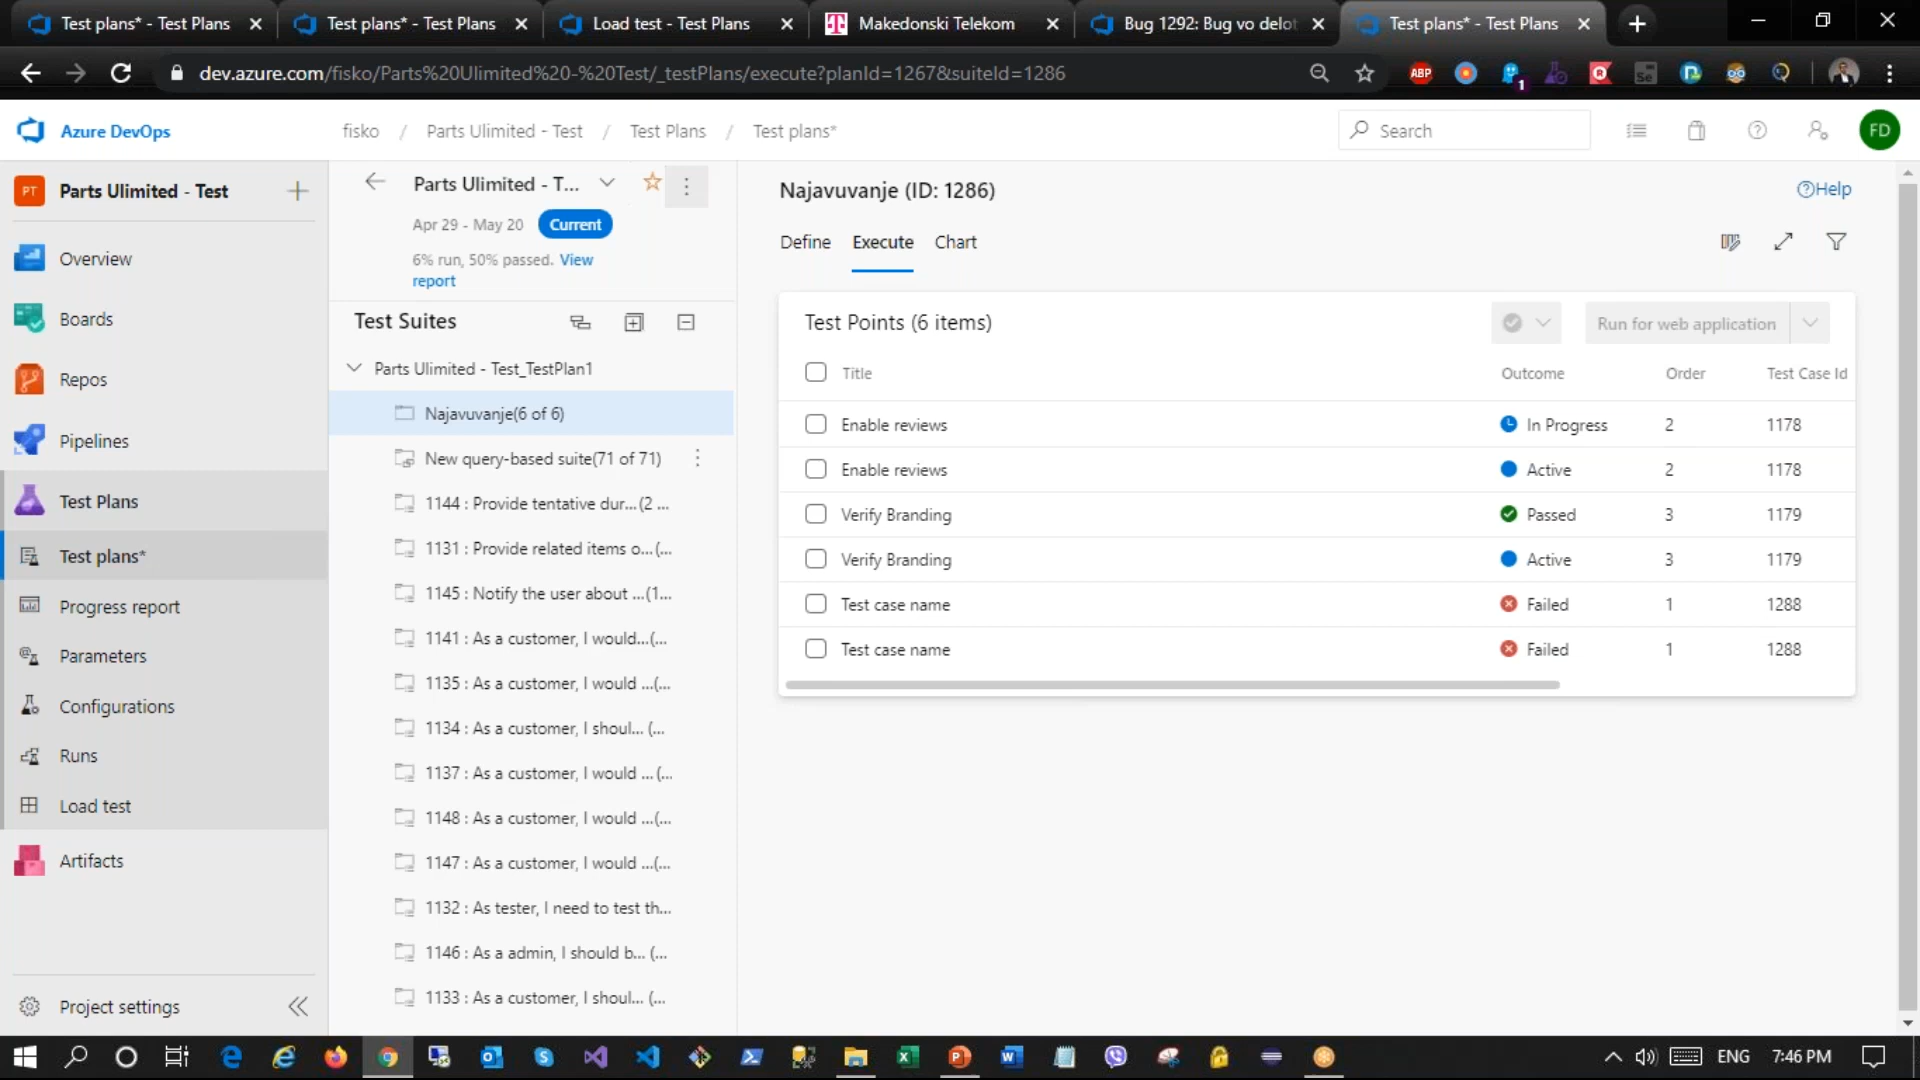 Test plans* - Test Plans
Test plans* - Test Plans
Load test - Test Plans
Makedonski Telekom
Bug 1292: Bug vo delot
Test plans* - Test Plans
dev.azure.com/fisko/Parts%20Ulimited%20-%20Test/_testPlans/execute?planId=1267&suiteId=1286
ABP
1
Azure DevOps
fisko / Parts Ulimited - Test / Test Plans / Test plans*
Search
FD
PT Parts Ulimited - Test
Overview
Boards
Repos
Pipelines
Test Plans
Test plans*
Progress report
Parameters
Configurations
Runs
Load test
Artifacts
Project settings
Parts Ulimited - T...
Apr 29 - May 20 Current
6% run, 50% passed. View
report
Test Suites
Parts Ulimited - Test_TestPlan1
Najavuvanje(6 of 6)
New query-based suite(71 of 71)
1144 : Provide tentative dur...(2 ...
1131 : Provide related items o...(...
1145 : Notify the user about ...(1...
1141 : As a customer, I would...(...
1135 : As a customer, I would ...(...
1134 : As a customer, I shoul... (...
1137 : As a customer, I would ... (...
1148 : As a customer, I would ...(...
1147 : As a customer, I would ...(...
1132 : As tester, I need to test th...
1146 : As a admin, I should b... (...
1133 : As a customer, I shoul... (...
Najavuvanje (ID: 1286)
Help
Define Execute Chart
Test Points (6 items)
Run for web application
Title Outcome Order Test Case Id
Enable reviews In Progress 2 1178
Enable reviews Active 2 1178
Verify Branding Passed 3 1179
Verify Branding Active 3 1179
Test case name Failed 1 1288
Test case name Failed 1 1288
ENG 7:46 PM